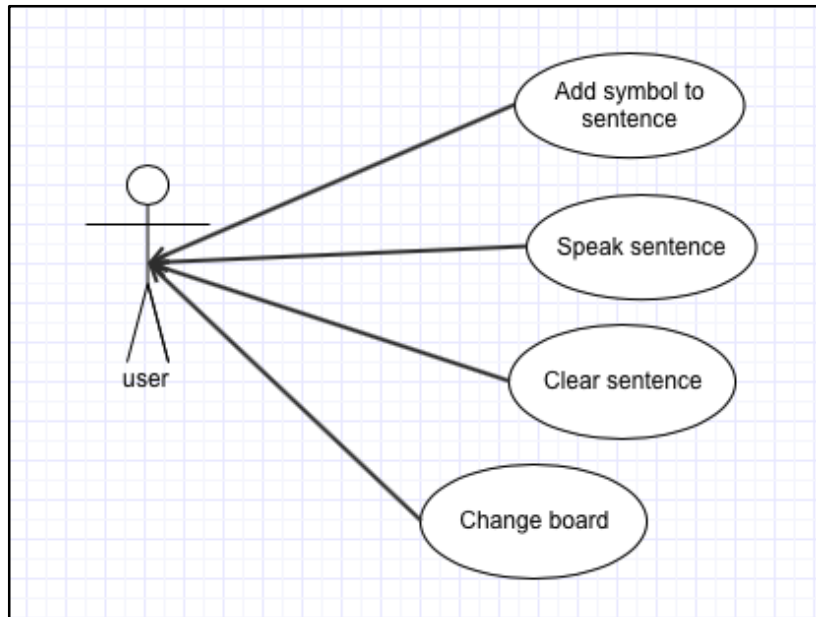 Add symbol to
sentence
Speak sentence
user
Clear sentence
Change board